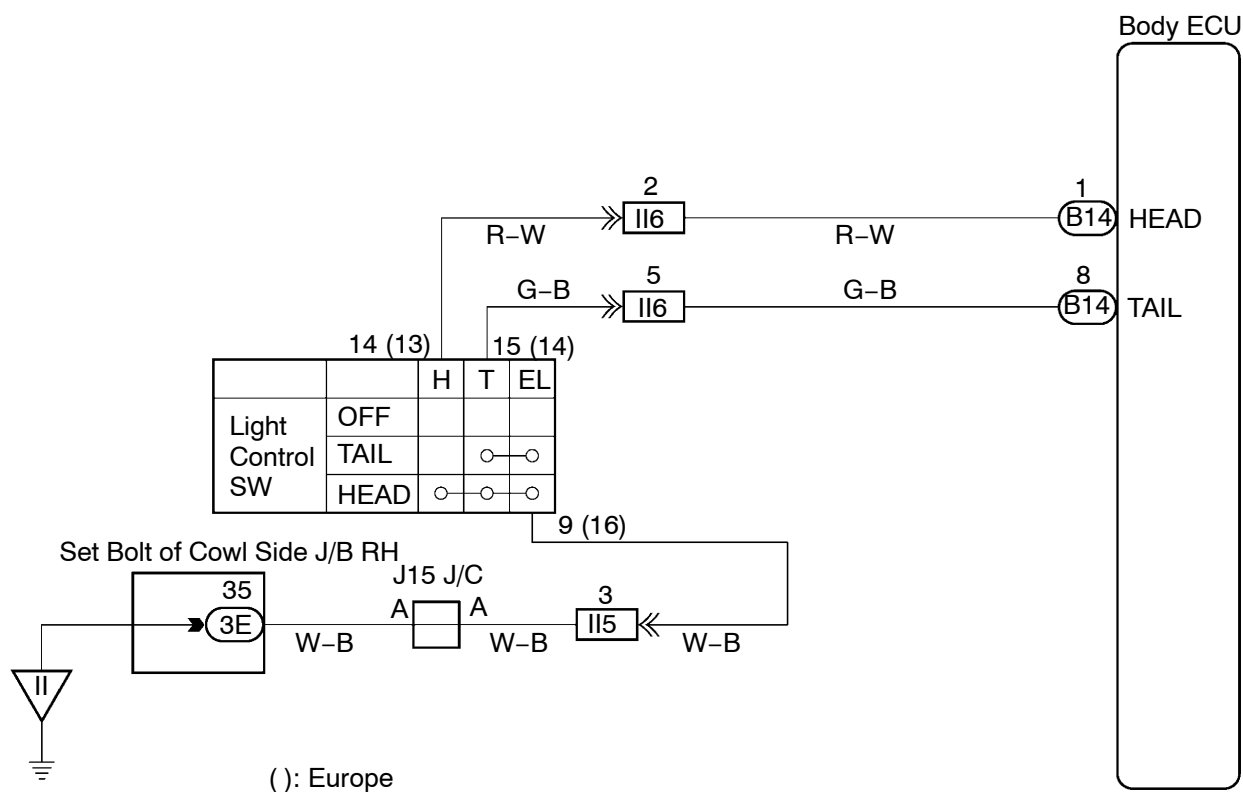 Body ECU
2
1
II6
B14
HEAD
R–W
R–W
5
8
G–B
G–B
II6
B14
TAIL
14 (13)
15 (14)
H
T
EL
Light
Control
SW
OFF
TAIL
HEAD
9 (16)
Set Bolt of Cowl Side J/B RH
J15 J/C
35
3
A
A
3E
II5
W–B
W–B
W–B
II
( ): Europe